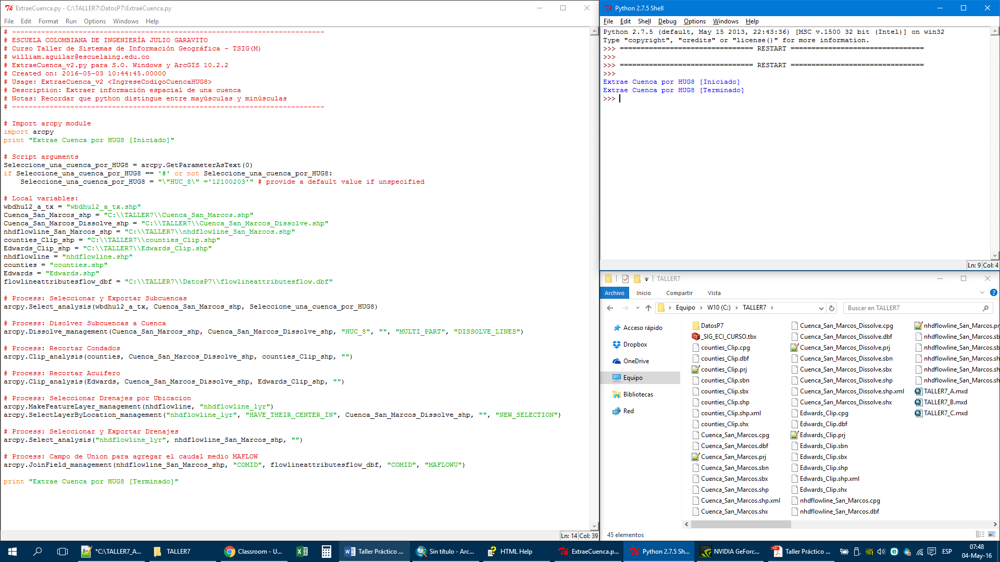 ExtraeCuenca.py - C:\TALLER7\DatosP7\ExtraeCuenca.py
File Edit Format Run Options Windows Help
# ---------------------------------------------------------------------------
# ESCUELA COLOMBIANA DE INGENIERÍA JULIO GARAVITO
# Curso Taller de Sistemas de Información Geográfica - TSIG(M)
# william.aguilar@escuelaing.edu.co
# ExtraeCuenca_v2.py para S.O. Windows y ArcGIS 10.2.2
# Created on: 2016-05-03 10:44:45.00000
# Usage: ExtraeCuenca_v2 <IngreseCodigoCuencaHUG8>
# Description: Extraer información espacial de una cuenca
# Notas: Recordar que python distingue entre mayúsculas y minúsculas
# ---------------------------------------------------------------------------
# Import arcpy module
import arcpy
print "Extrae Cuenca por HUG8 [Iniciado]"
# Script arguments
Seleccione_una_cuenca_por_HUG8 = arcpy.GetParameterAsText(0)
if Seleccione_una_cuenca_por_HUG8 == '#' or not Seleccione_una_cuenca_por_HUG8:
    Seleccione_una_cuenca_por_HUG8 = "\"HUC_8\" ='12100203'" # provide a default value if unspecified
# Local variables:
wbdhu12_a_tx = "wbdhu12_a_tx.shp"
Cuenca_San_Marcos_shp = "C:\\TALLER7\\Cuenca_San_Marcos.shp"
Cuenca_San_Marcos_Dissolve_shp = "C:\\TALLER7\\Cuenca_San_Marcos_Dissolve.shp"
nhdflowline_San_Marcos_shp = "C:\\TALLER7\\nhdflowline_San_Marcos.shp"
counties_Clip_shp = "C:\\TALLER7\\counties_Clip.shp"
Edwards_Clip_shp = "C:\\TALLER7\\Edwards_Clip.shp"
nhdflowline = "nhdflowline.shp"
counties = "counties.shp"
Edwards = "Edwards.shp"
flowlineattributesflow_dbf = "C:\\TALLER7\\DatosP7\\flowlineattributesflow.dbf"
# Process: Seleccionar y Exportar Subcuencas
arcpy.Select_analysis(wbdhu12_a_tx, Cuenca_San_Marcos_shp, Seleccione_una_cuenca_por_HUG8)
# Process: Disolver Subcuencas a Cuenca
arcpy.Dissolve_management(Cuenca_San_Marcos_shp, Cuenca_San_Marcos_Dissolve_shp, "HUC_8", "", "MULTI_PART", "DISSOLVE_LINES")
# Process: Recortar Condados
arcpy.Clip_analysis(counties, Cuenca_San_Marcos_Dissolve_shp, counties_Clip_shp, "")
# Process: Recortar Acuifero
arcpy.Clip_analysis(Edwards, Cuenca_San_Marcos_Dissolve_shp, Edwards_Clip_shp, "")
# Process: Seleccionar Drenajes por Ubicacion
arcpy.MakeFeatureLayer_management(nhdflowline, "nhdflowline_lyr")
arcpy.SelectLayerByLocation_management("nhdflowline_lyr", "HAVE_THEIR_CENTER_IN", Cuenca_San_Marcos_Dissolve_shp, "", "NEW_SELECTION")
# Process: Seleccionar y Exportar Drenajes
arcpy.Select_analysis("nhdflowline_lyr", nhdflowline_San_Marcos_shp, "")
# Process: Campo de Union para agregar el caudal medio MAFLOW
arcpy.JoinField_management(nhdflowline_San_Marcos_shp, "COMID", flowlineattributesflow_dbf, "COMID", "MAFLOWU")
print "Extrae Cuenca por HUG8 [Terminado]"
Ln: 14 Col: 39
Python 2.7.5 Shell
File Edit Shell Debug Options Windows Help
Python 2.7.5 (default, May 15 2013, 22:43:36) [MSC v.1500 32 bit (Intel)] on win32
Type "copyright", "credits" or "license()" for more information.
>>> ================================ RESTART ================================
>>>
>>> ================================ RESTART ================================
>>>
Extrae Cuenca por HUG8 [Iniciado]
Extrae Cuenca por HUG8 [Terminado]
>>>
Ln: 9 Col: 4
TALLER7
Archivo Inicio Compartir Vista
Equipo > W10 (C:) > TALLER7 >
Buscar en TALLER7
Acceso rápido
Dropbox
OneDrive
Equipo
Bibliotecas
Red
DatosP7
_SIG_ECI_CURSO.tbx
counties_Clip.cpg
counties_Clip.dbf
counties_Clip.prj
counties_Clip.sbn
counties_Clip.sbx
counties_Clip.shp
counties_Clip.shp.xml
counties_Clip.shx
Cuenca_San_Marcos.cpg
Cuenca_San_Marcos.dbf
Cuenca_San_Marcos.prj
Cuenca_San_Marcos.sbn
Cuenca_San_Marcos.sbx
Cuenca_San_Marcos.shp
Cuenca_San_Marcos.shp.xml
Cuenca_San_Marcos.shx
Cuenca_San_Marcos_Dissolve.cpg
Cuenca_San_Marcos_Dissolve.dbf
Cuenca_San_Marcos_Dissolve.prj
Cuenca_San_Marcos_Dissolve.sbn
Cuenca_San_Marcos_Dissolve.sbx
Cuenca_San_Marcos_Dissolve.shp
Cuenca_San_Marcos_Dissolve.shp.xml
Cuenca_San_Marcos_Dissolve.shx
Edwards_Clip.cpg
Edwards_Clip.dbf
Edwards_Clip.prj
Edwards_Clip.sbn
Edwards_Clip.sbx
Edwards_Clip.shp
Edwards_Clip.shp.xml
Edwards_Clip.shx
nhdflowline_San_Marcos.cpg
nhdflowline_San_Marcos.dbf
nhdflowline_San_Marcos.pr
nhdflowline_San_Marcos.sb
nhdflowline_San_Marcos.sb
nhdflowline_San_Marcos.sh
nhdflowline_San_Marcos.sh
nhdflowline_San_Marcos.sh
TALLER7_A.mxd
TALLER7_B.mxd
TALLER7_C.mxd
45 elementos
*C:\TALLER7_A... TALLER7 Classroom - U... Taller Práctico ... Sin título - Arc... HTML Help ExtraeCuenca.p... Python 2.7.5 Sh... NVIDIA GeForc... Taller Práctico ... ESP 07:48
04-May-16